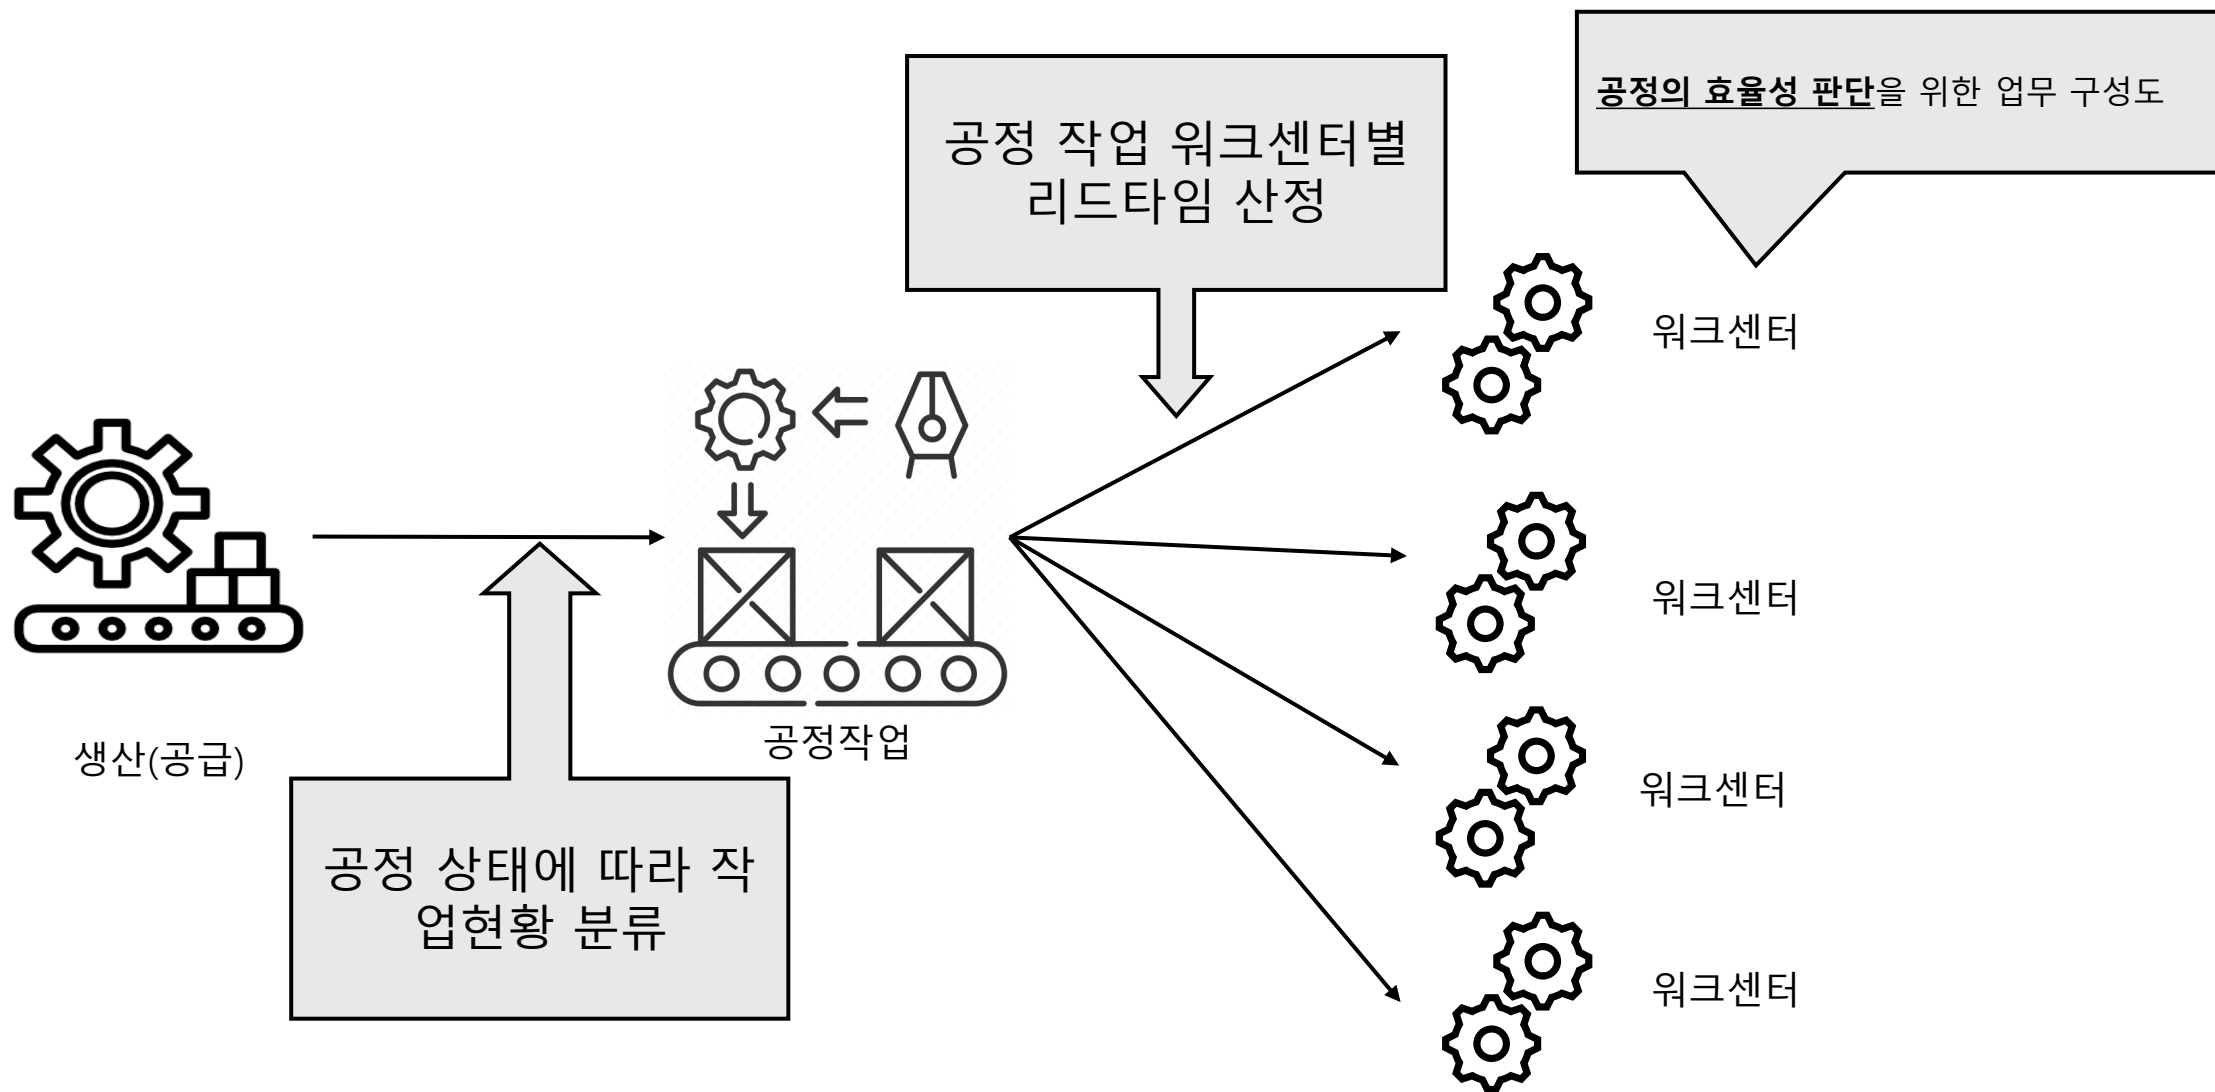 공정의 효율성 판단을 위한 업무 구성도
공정 작업 워크센터별
리드타임 산정
워크센터
워크센터
공정작업
생산(공급)
워크센터
공정 상태에 따라 작
업현황 분류
워크센터